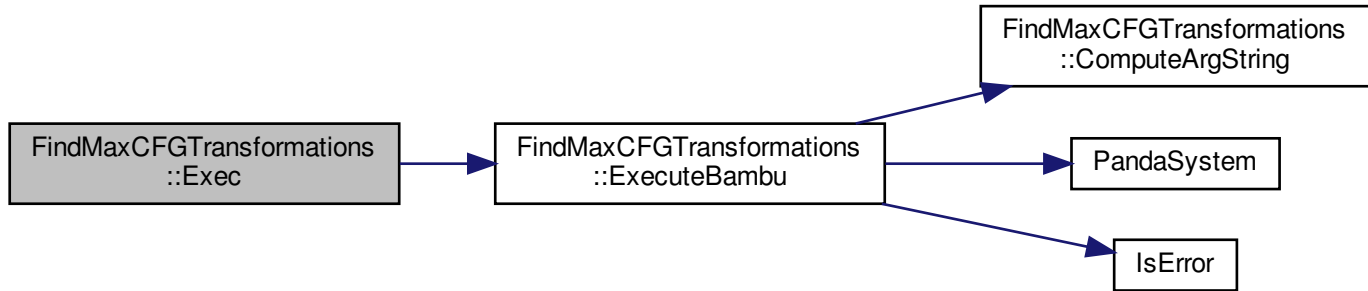 FindMaxCFGTransformations
::Exec
FindMaxCFGTransformations
::ExecuteBambu
FindMaxCFGTransformations
::ComputeArgString
PandaSystem
IsError